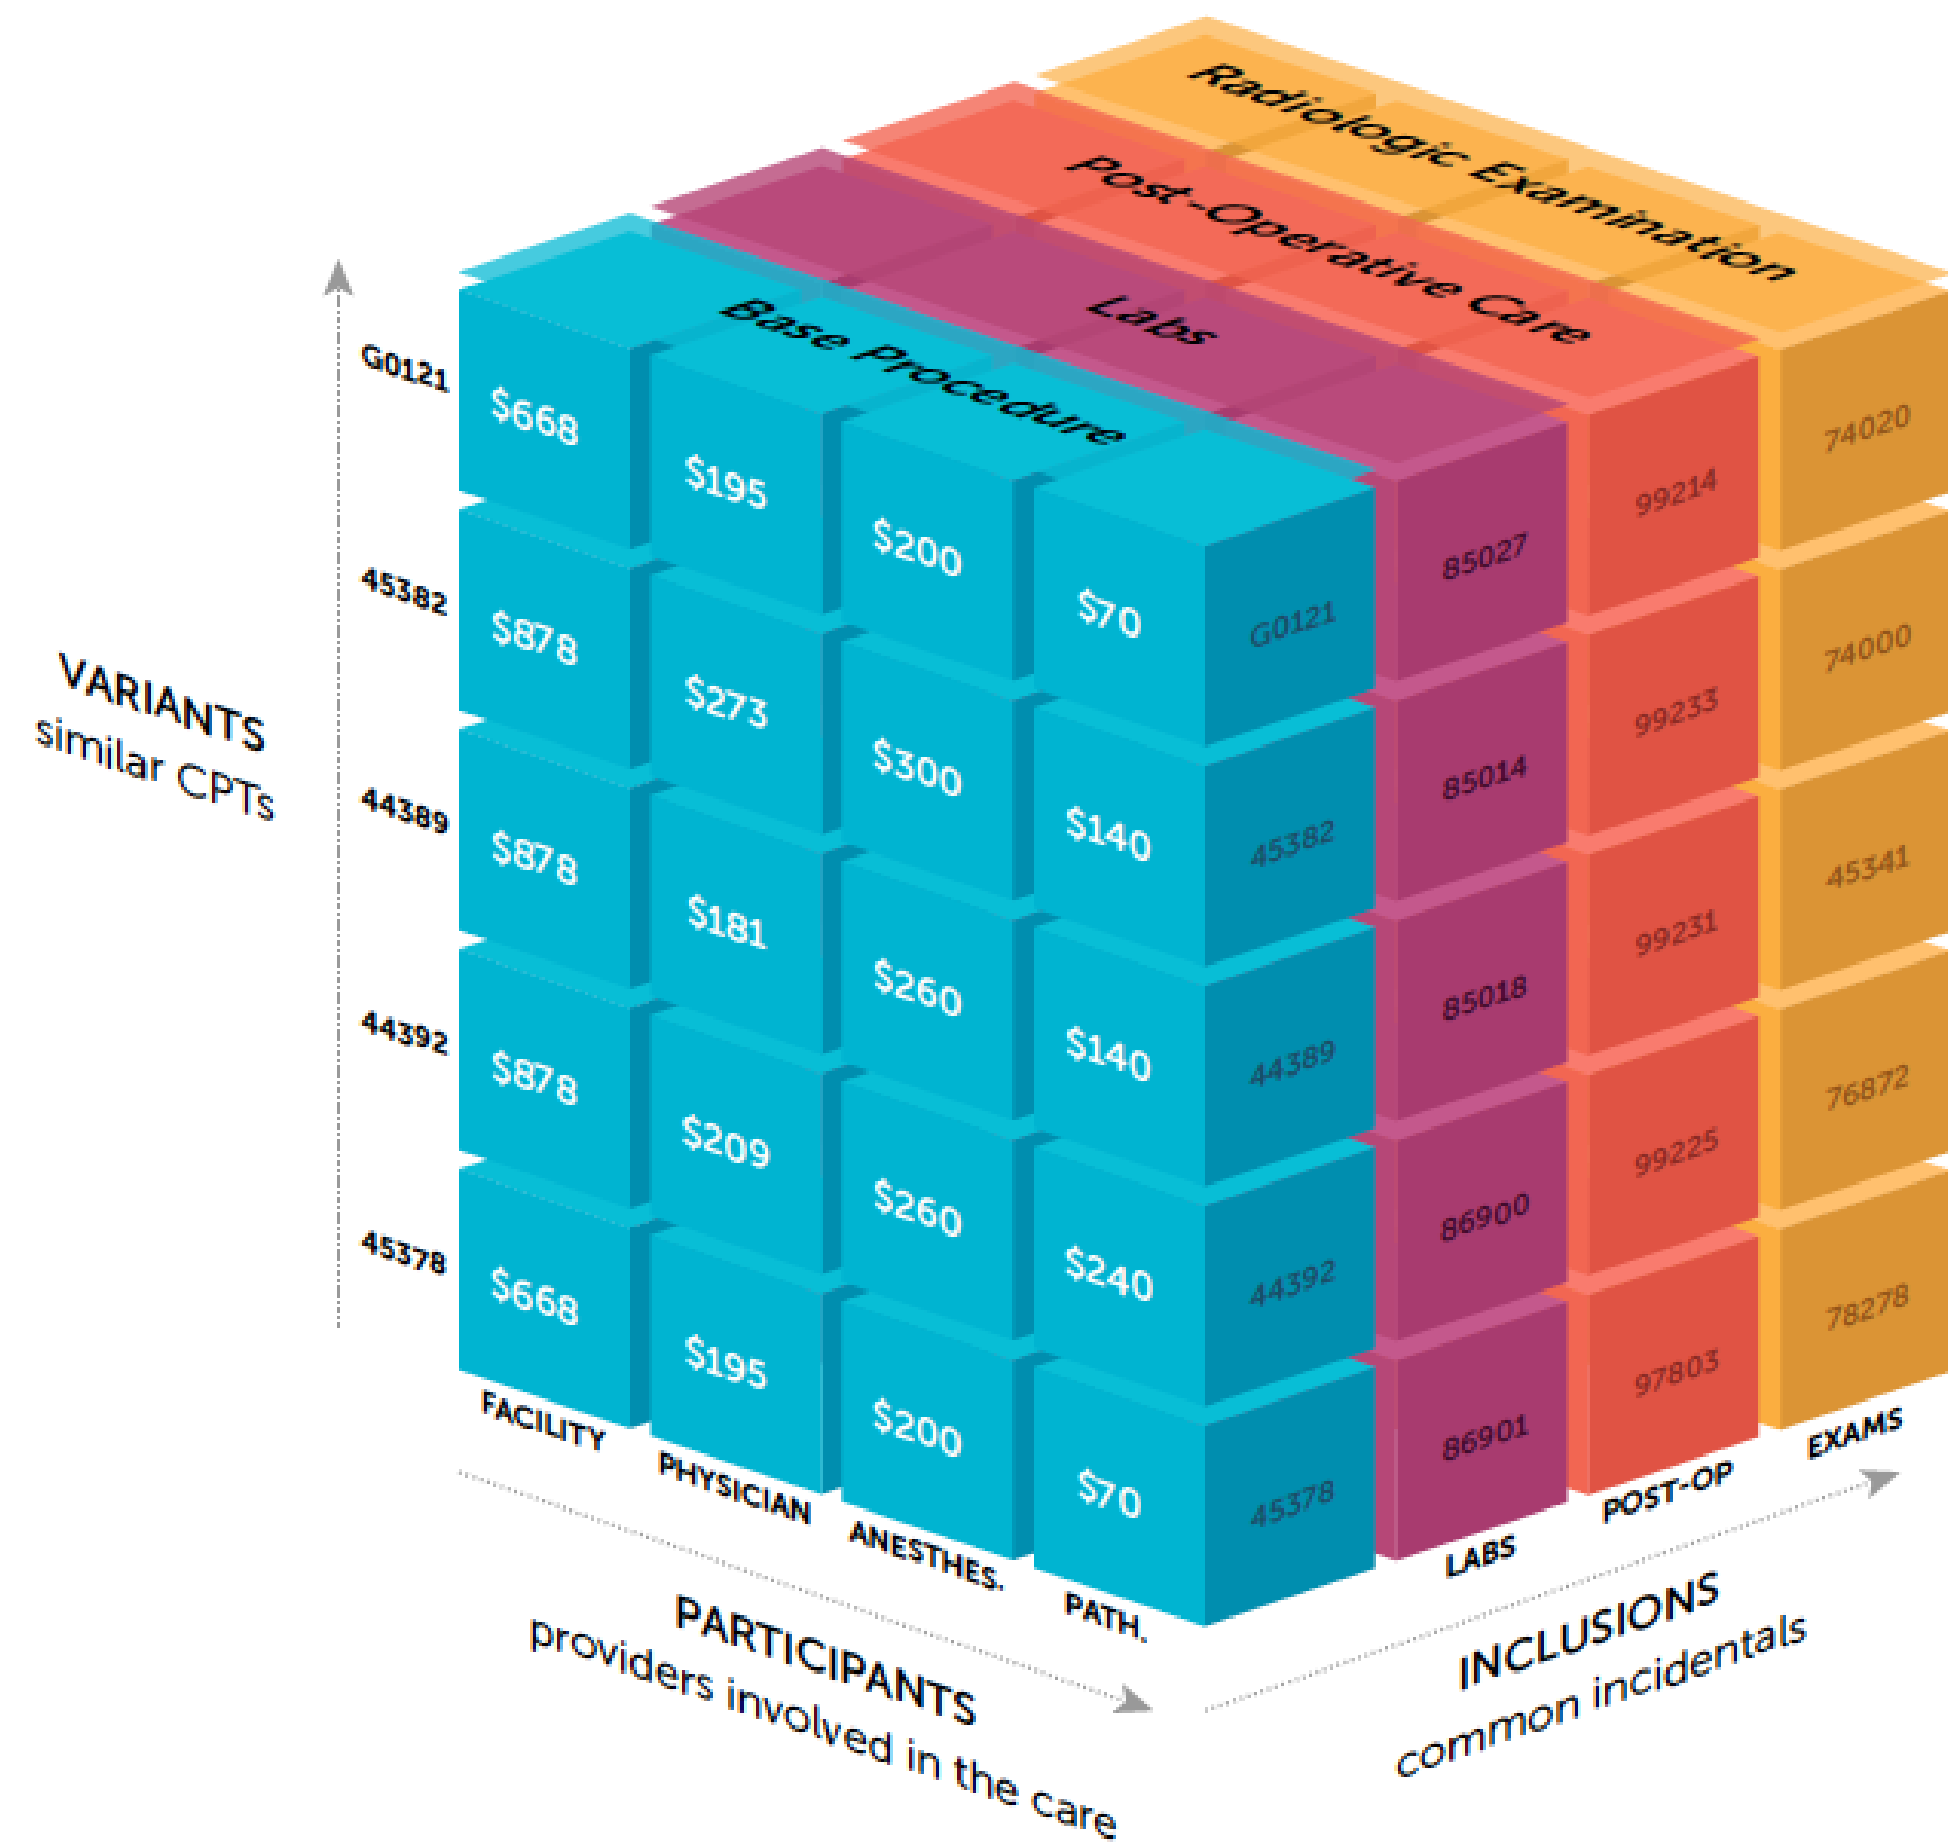 Radiologic Examination
Post-Operative Care
Labs
Base Procedure
VARIANTS
similar CPTs
G0121
$668
$195
$200
$70
G0121
85027
99214
74020
45382
$878
$273
$300
$140
45382
85014
99233
74000
44389
$878
$181
$260
$140
44389
85018
99231
45341
44392
$878
$209
$260
$240
44392
86900
99225
76872
45378
$668
$195
$200
$70
45378
86901
97803
78278
FACILITY
PHYSICIAN
ANESTHES.
PATH.
LABS
POST-OP
EXAMS
PARTICIPANTS
providers involved in the care
INCLUSIONS
common incidentals